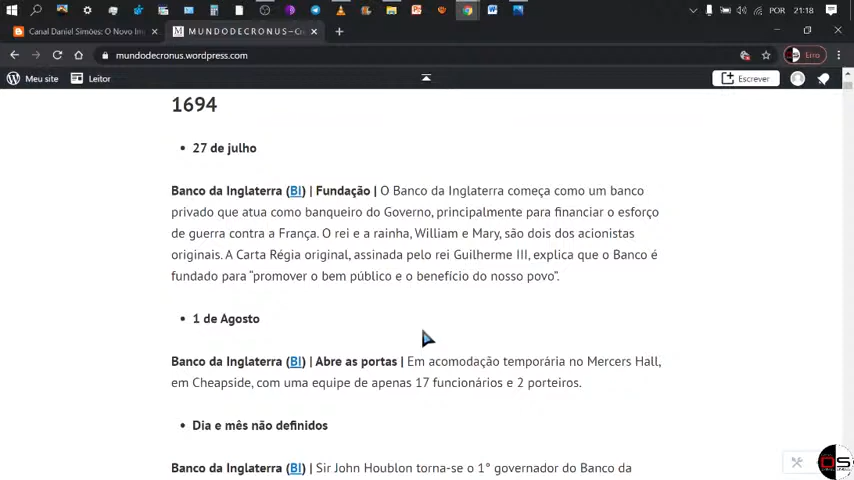 POR
21:18
Canal Daniel Simões: O Novo Im
M U N D O D E C R O N U S – Cr
mundodecronus.wordpress.com
Erro
Meu site
Leitor
Escrever
1694
• 27 de julho
Banco da Inglaterra (BI) | Fundação | O Banco da Inglaterra começa como um banco
privado que atua como banqueiro do Governo, principalmente para financiar o esforço
de guerra contra a França. O rei e a rainha, William e Mary, são dois dos acionistas
originais. A Carta Régia original, assinada pelo rei Guilherme III, explica que o Banco é
fundado para “promover o bem público e o benefício do nosso povo”.
• 1 de Agosto
Banco da Inglaterra (BI) | Abre as portas | Em acomodação temporária no Mercers Hall,
em Cheapside, com uma equipe de apenas 17 funcionários e 2 porteiros.
• Dia e mês não definidos
Banco da Inglaterra (BI) | Sir John Houblon torna-se o 1° governador do Banco da